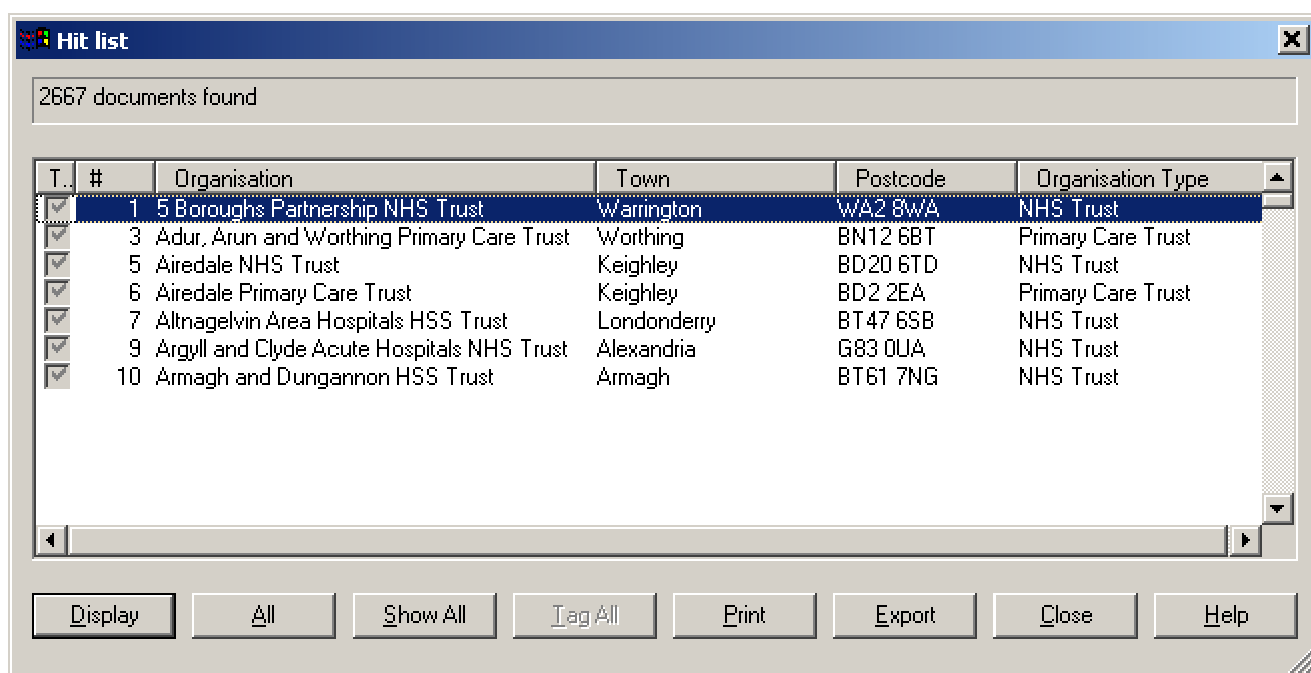 Hit list
2667 documents found
T.. # Organisation Town Postcode Organisation Type
1 5 Boroughs Partnership NHS Trust Warrington WA2 8WA NHS Trust
3 Adur, Arun and Worthing Primary Care Trust Worthing BN12 6BT Primary Care Trust
5 Airedale NHS Trust Keighley BD20 6TD NHS Trust
6 Airedale Primary Care Trust Keighley BD2 2EA Primary Care Trust
7 Altnagelvin Area Hospitals HSS Trust Londonderry BT47 6SB NHS Trust
9 Argyll and Clyde Acute Hospitals NHS Trust Alexandria G83 0UA NHS Trust
10 Armagh and Dungannon HSS Trust Armagh BT61 7NG NHS Trust
Display All Show All Tag All Print Export Close Help